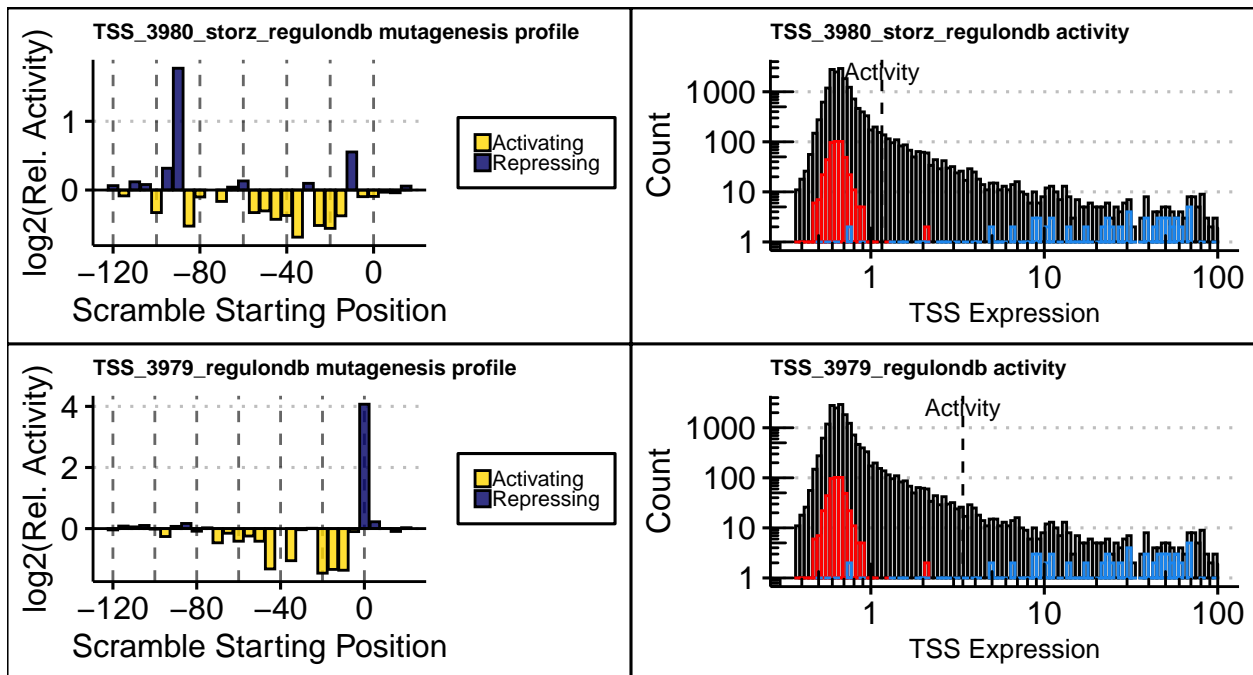 TSS_3980_storz_regulondb mutagenesis profile
log2(Rel. Activity)
1
0
−120
−80
−40
0
Scramble Starting Position
Activating
Repressing
TSS_3980_storz_regulondb activity
Activity
Count
1000
100
10
1
1
10
100
TSS Expression
TSS_3979_regulondb mutagenesis profile
log2(Rel. Activity)
4
2
0
−120
−80
−40
0
Scramble Starting Position
Activating
Repressing
TSS_3979_regulondb activity
Activity
Count
1000
100
10
1
1
10
100
TSS Expression